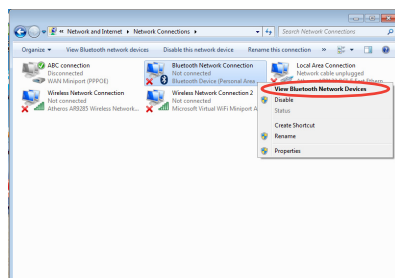 « Network and Internet ▸ Network Connections ▸
Search Network Connections
Organize ▾ View Bluetooth network devices Disable this network device Rename this connection »
ABC connection
Disconnected
WAN Miniport (PPPOE)
Bluetooth Network Connection
Not connected
Bluetooth Device (Personal Area ...
Local Area Connection
Network cable unplugged
Wireless Network Connection
Not connected
Atheros AR9285 Wireless Network...
Wireless Network Connection 2
Not connected
Microsoft Virtual WiFi Miniport A
View Bluetooth Network Devices
Disable
Status
Create Shortcut
Rename
Properties